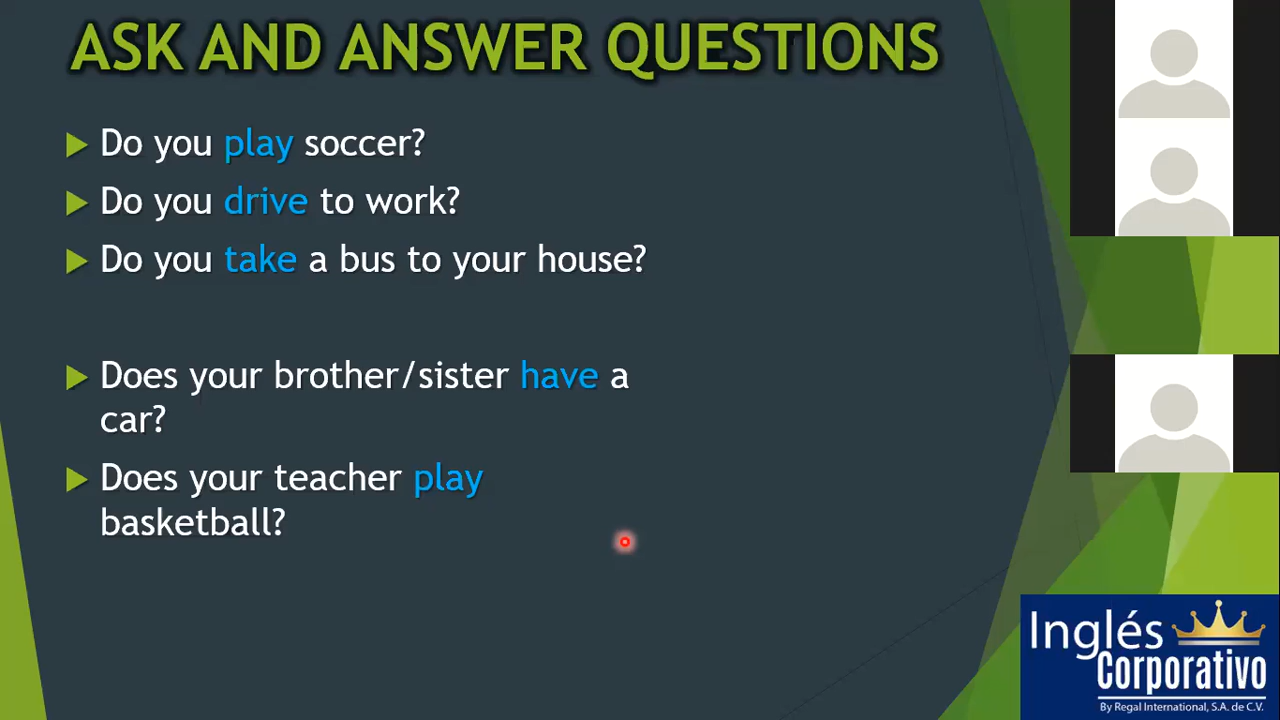 ASK AND ANSWER QUESTIONS
Do you play soccer?
Do you drive to work?
Do you take a bus to your house?
Does your brother/sister have a
car?
Does your teacher play
basketball?
Inglés
Corporativo
By Regal International, S.A. de C.V.